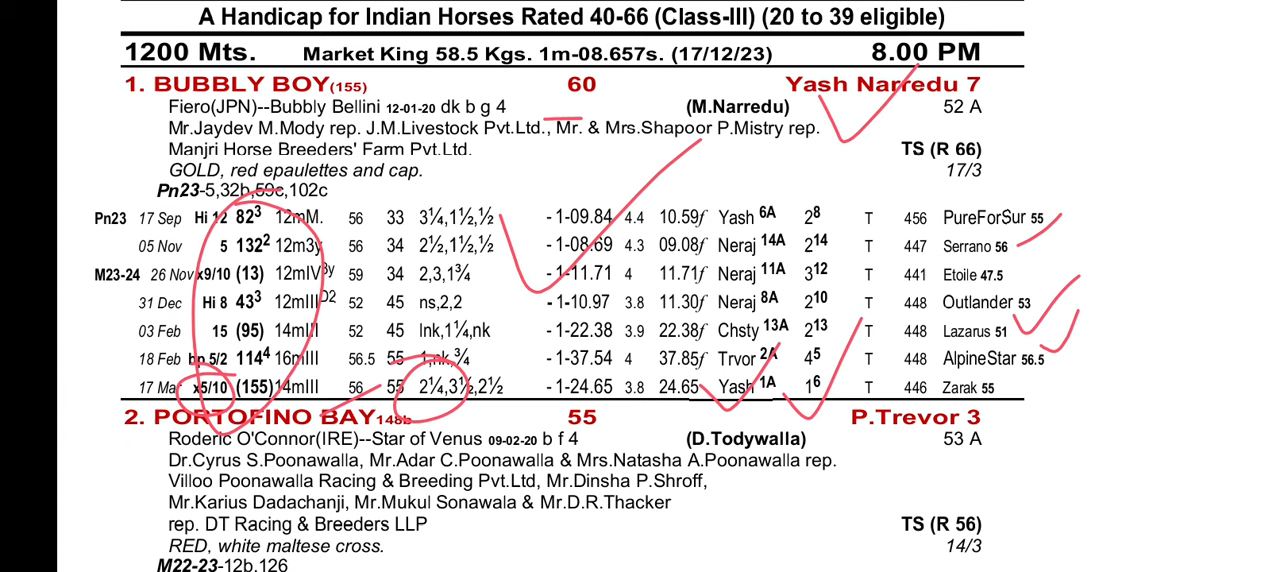 A Handicap for Indian Horses Rated 40-66 (Class-III) (20 to 39 eligible)
1200 Mts. Market King 58.5 Kgs. 1m-08.657s. (17/12/23) 8.00 PM
1. BUBBLY BOY(155) 60 Yash Narredu 7
Fiero(JPN)--Bubbly Bellini 12-01-20 dk b g 4 (M.Narredu) 52 A
Mr.Jaydev M.Mody rep. J.M.Livestock Pvt.Ltd., Mr. & Mrs.Shapoor P.Mistry rep.
Manjri Horse Breeders' Farm Pvt.Ltd. TS (R 66)
GOLD, red epaulettes and cap. 17/3
Pn23-5,32b,59c,102c
Pn23 17 Sep Hi 12 82³ 12mM. 56 33 3¼,1½,½ - 1-09.84 4.4 10.59f Yash 6A 2⁸ T 456 PureForSur 55
05 Nov 5 132² 12m3y 56 34 2½,1½,½ - 1-08.69 4.3 09.08f Neraj 14A 2¹⁴ T 447 Serrano 56
M23-24 26 Nov x9/10 (13) 12mIV3y 59 34 2,3,1¾ - 1-11.71 4 11.71f Neraj 11A 3¹² T 441 Etoile 47.5
31 Dec Hi 8 43³ 12mIII D2 52 45 ns,2,2 - 1-10.97 3.8 11.30f Neraj 8A 2¹⁰ T 448 Outlander 53
03 Feb 15 (95) 14mIII 52 45 lnk,1¼,nk - 1-22.38 3.9 22.38f Chsty 13A 2¹³ T 448 Lazarus 51
18 Feb bp 5/2 114⁴ 16mIII 56.5 55 1,nk,¾ - 1-37.54 4 37.85f Trvor 2A 4⁵ T 448 AlpineStar 56.5
17 Mar x5/10 (155) 14mIII 56 55 2¼,3½,2½ - 1-24.65 3.8 24.65 Yash 1A 1⁶ T 446 Zarak 55
2. PORTOFINO BAY148b 55 P.Trevor 3
Roderic O'Connor(IRE)--Star of Venus 09-02-20 b f 4 (D.Todywalla) 53 A
Dr.Cyrus S.Poonawalla, Mr.Adar C.Poonawalla & Mrs.Natasha A.Poonawalla rep.
Villoo Poonawalla Racing & Breeding Pvt.Ltd, Mr.Dinsha P.Shroff,
Mr.Karius Dadachanji, Mr.Mukul Sonawala & Mr.D.R.Thacker
rep. DT Racing & Breeders LLP TS (R 56)
RED, white maltese cross. 14/3
M22-23-12b,126